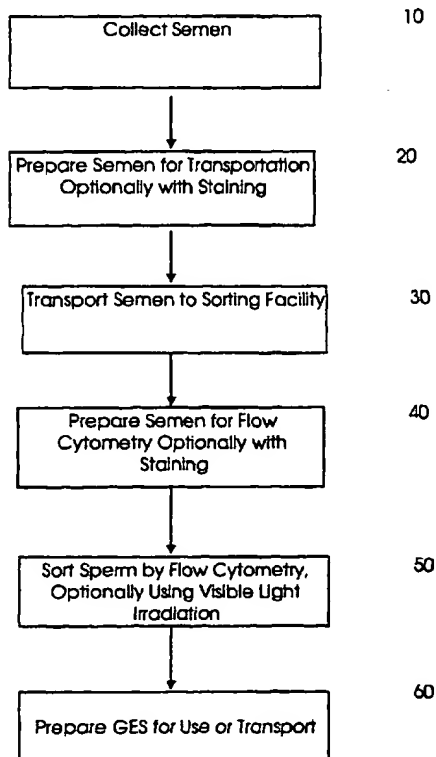 Collect Semen
10
Prepare Semen for Transportation
Optionally with Staining
20
Transport Semen to Sorting Facility
30
Prepare Semen for Flow
Cytometry Optionally with
Staining
40
Sort Sperm by Flow Cytometry,
Optionally Using Visible Light
Irradiation
50
Prepare GES for Use or Transport
60